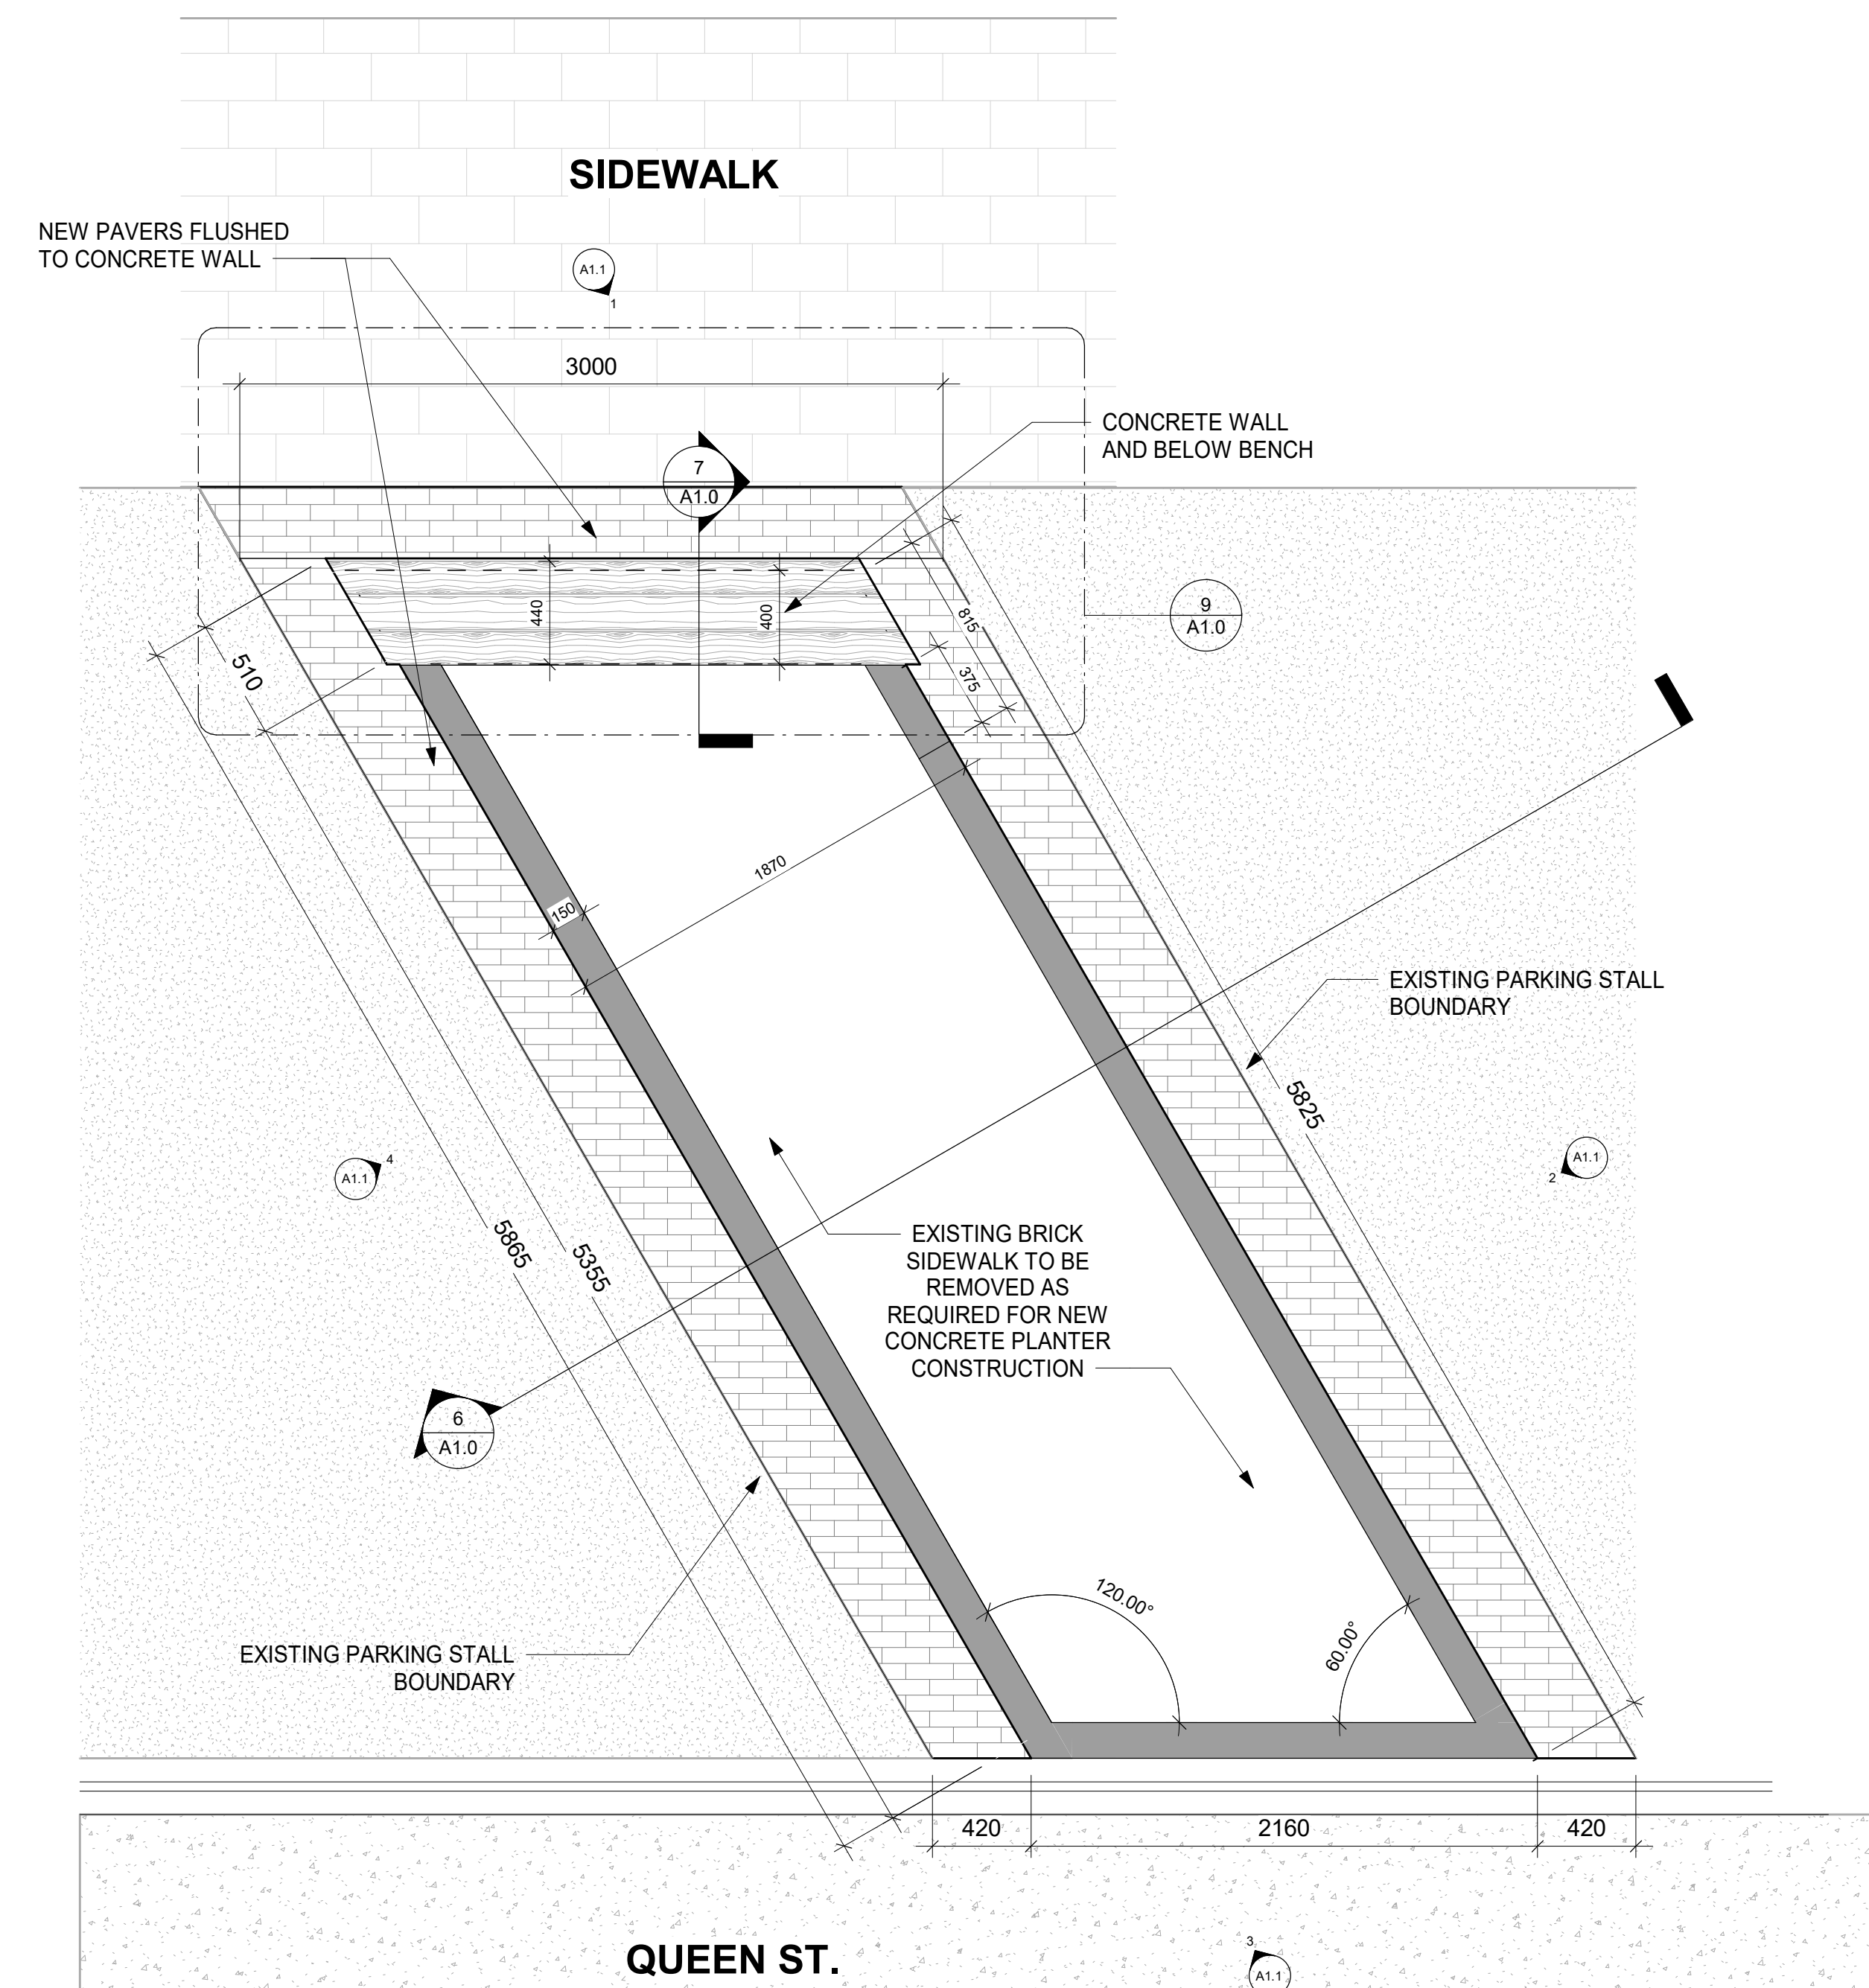 SIDEWALK
NEW PAVERS FLUSHED
TO CONCRETE WALL
A1.1
1
3000
CONCRETE WALL
AND BELOW BENCH
7
A1.0
440
400
815
375
9
A1.0
510
1870
150
EXISTING PARKING STALL
BOUNDARY
5825
A1.1
4
A1.1
2
5865
5355
EXISTING BRICK
SIDEWALK TO BE
REMOVED AS
REQUIRED FOR NEW
CONCRETE PLANTER
CONSTRUCTION
6
A1.0
120.00°
60.00°
EXISTING PARKING STALL
BOUNDARY
420
2160
420
QUEEN ST.
3
A1.1